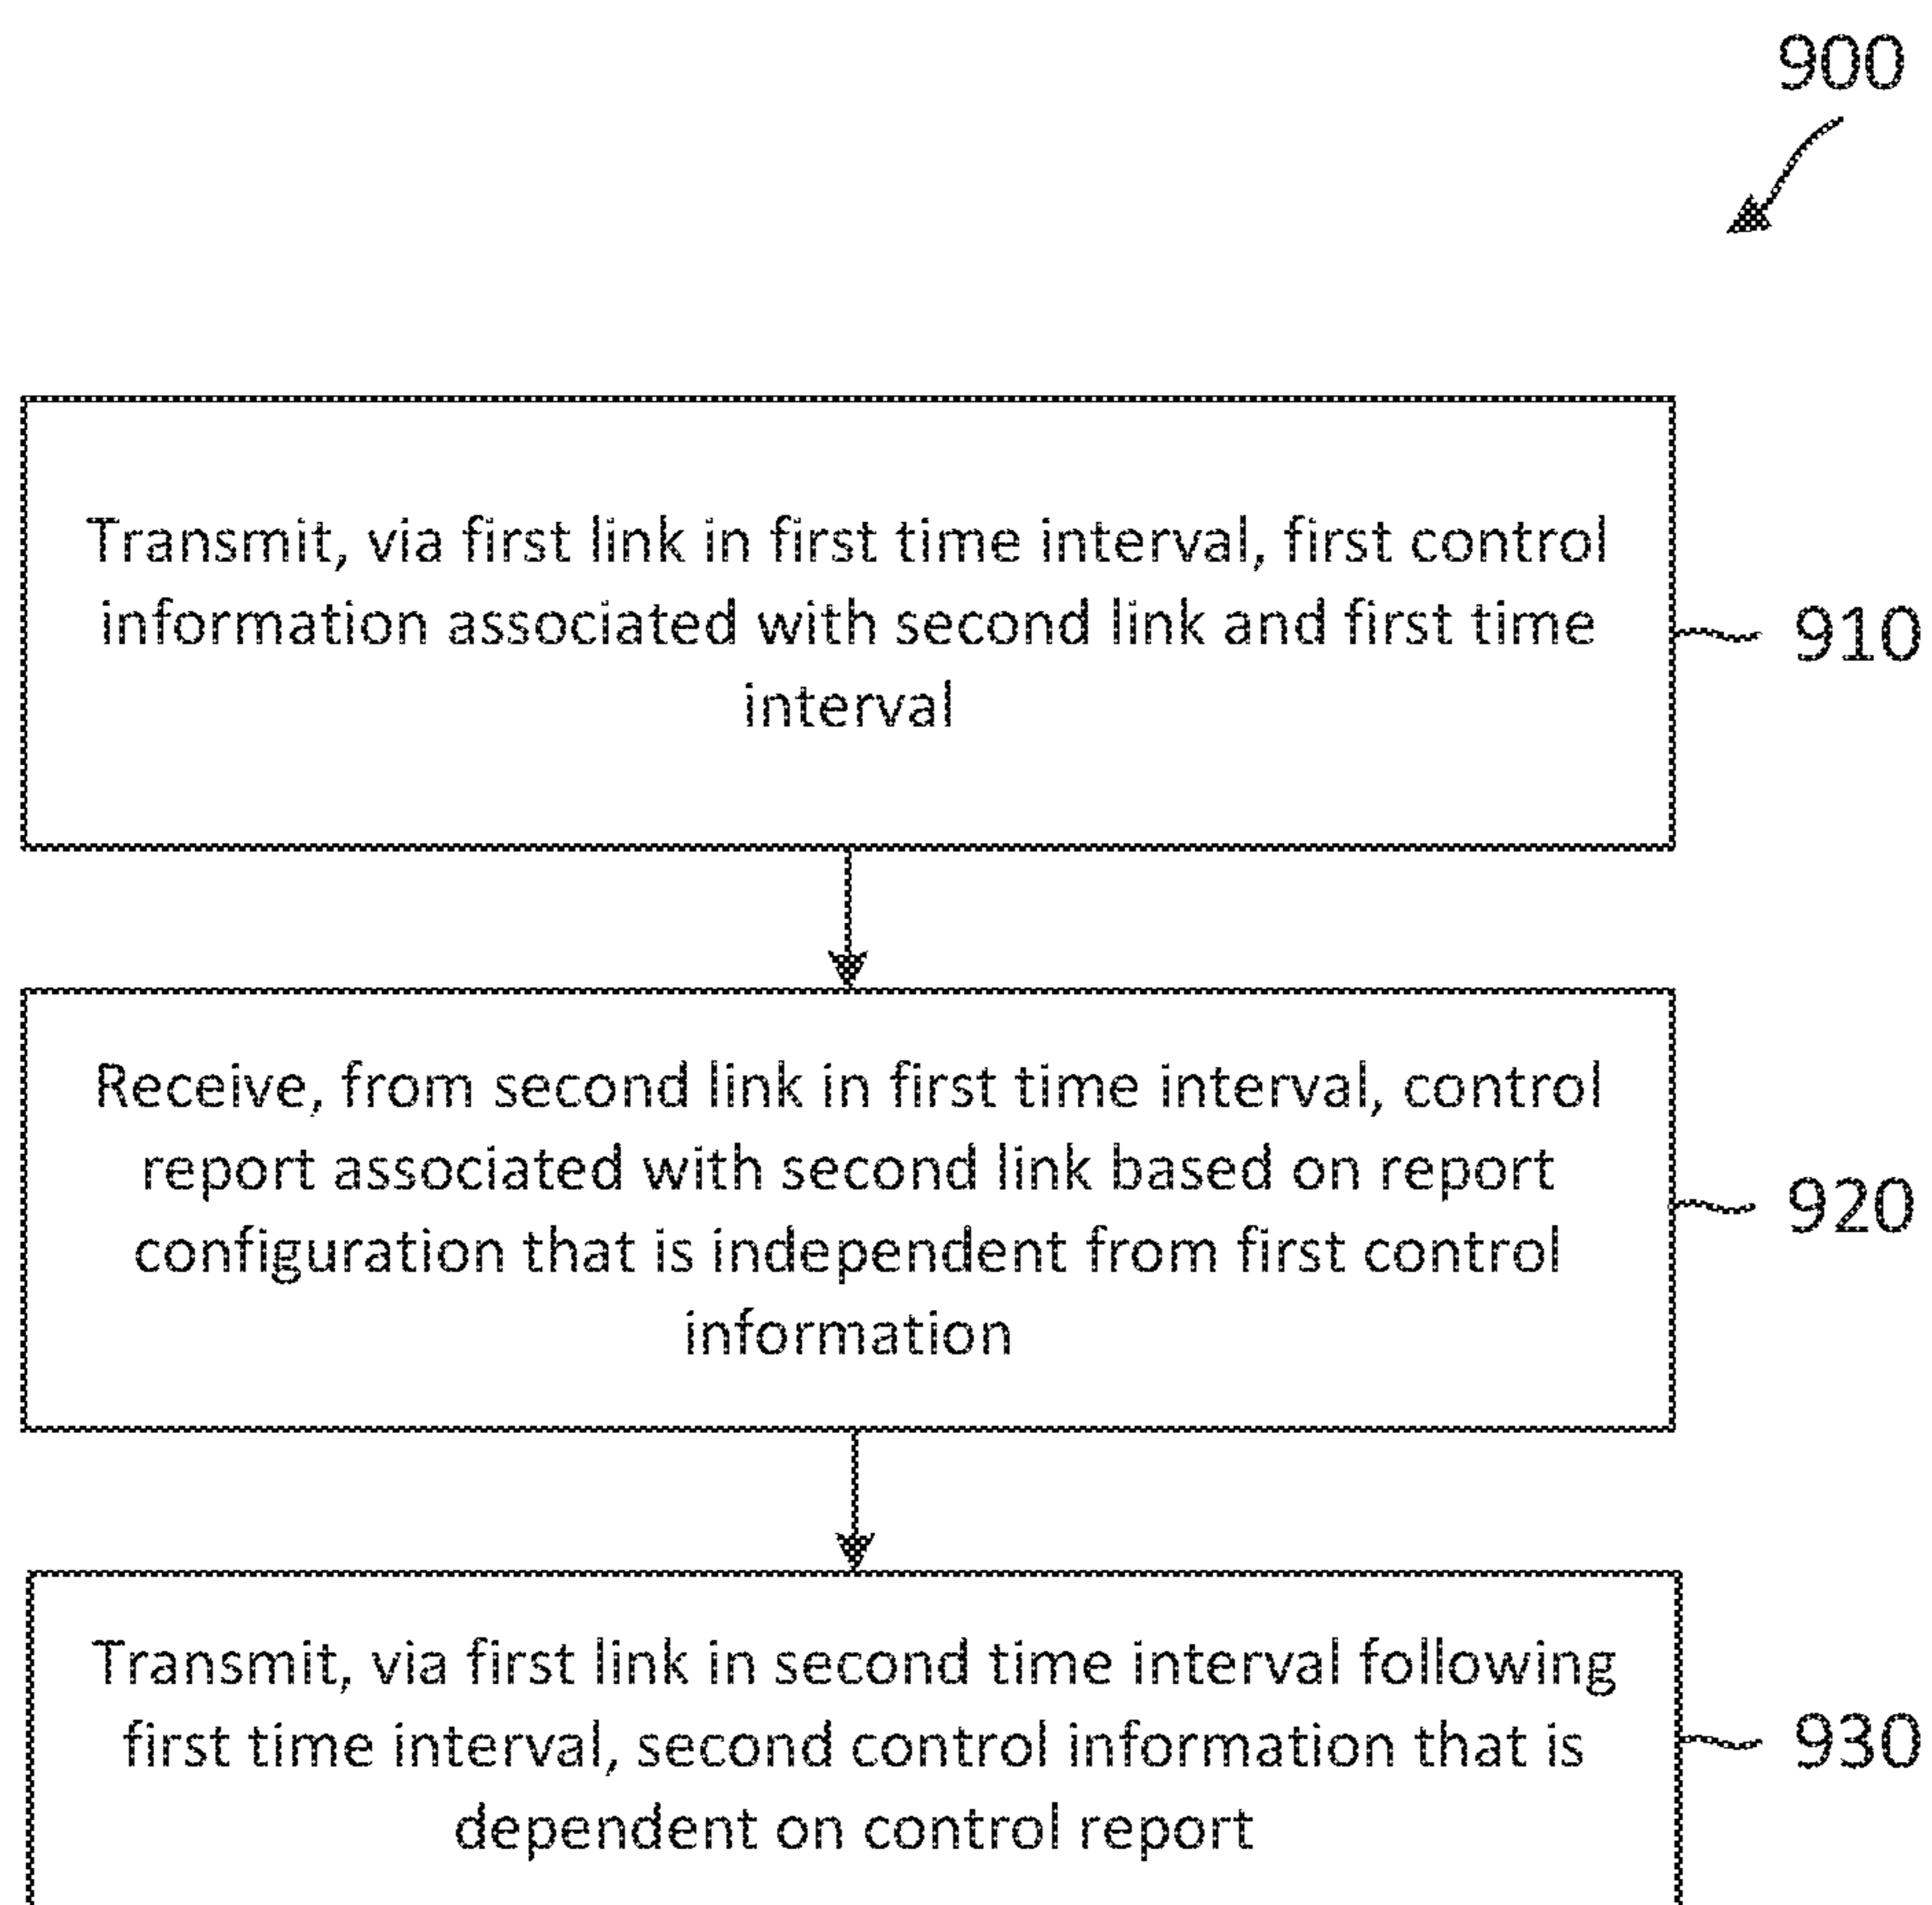 900
Transmit, via first link in first time interval, first control
information associated with second link and first time
interval
910
Receive, from second link in first time interval, control
report associated with second link based on report
configuration that is independent from first control
information
920
Transmit, via first link in second time interval following
first time interval, second control information that is
dependent on control report
930